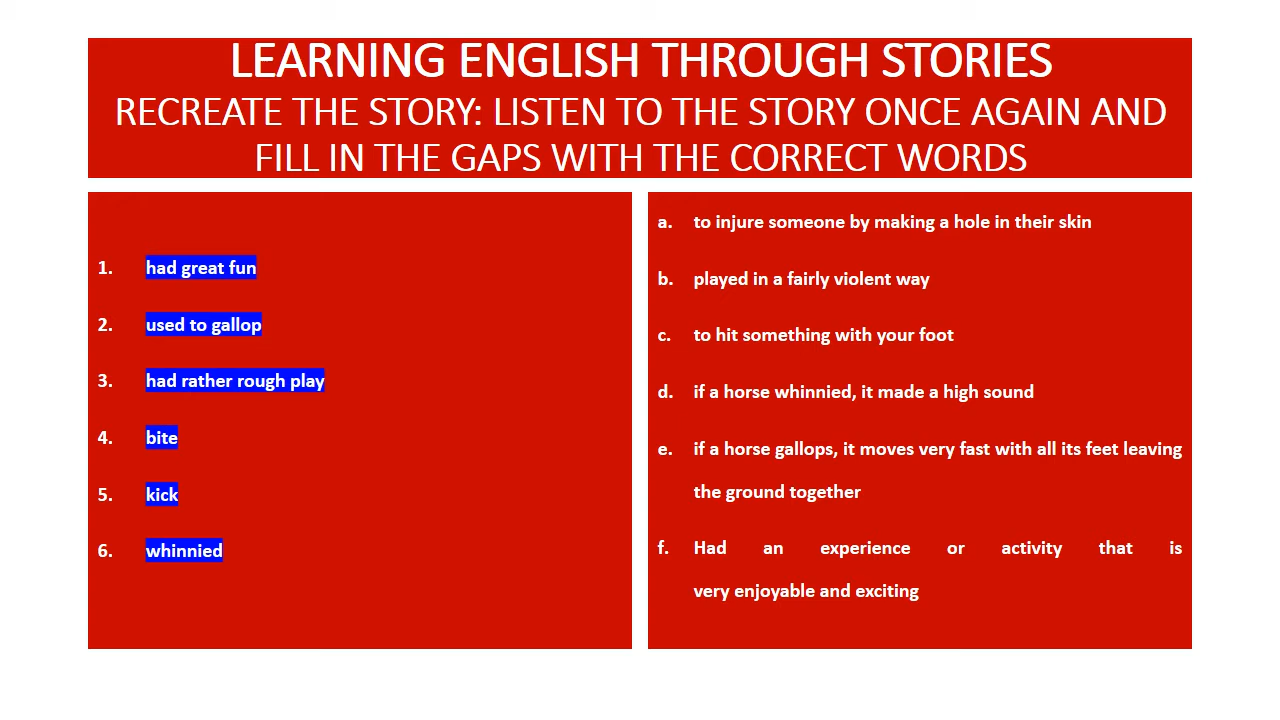 LEARNING ENGLISH THROUGH STORIES
RECREATE THE STORY: LISTEN TO THE STORY ONCE AGAIN AND
FILL IN THE GAPS WITH THE CORRECT WORDS
1. had great fun
2. used to gallop
3. had rather rough play
4. bite
5. kick
6. whinnied
a. to injure someone by making a hole in their skin
b. played in a fairly violent way
c. to hit something with your foot
d. if a horse whinnied, it made a high sound
e. if a horse gallops, it moves very fast with all its feet leaving
the ground together
f. Had an experience or activity that is
very enjoyable and exciting